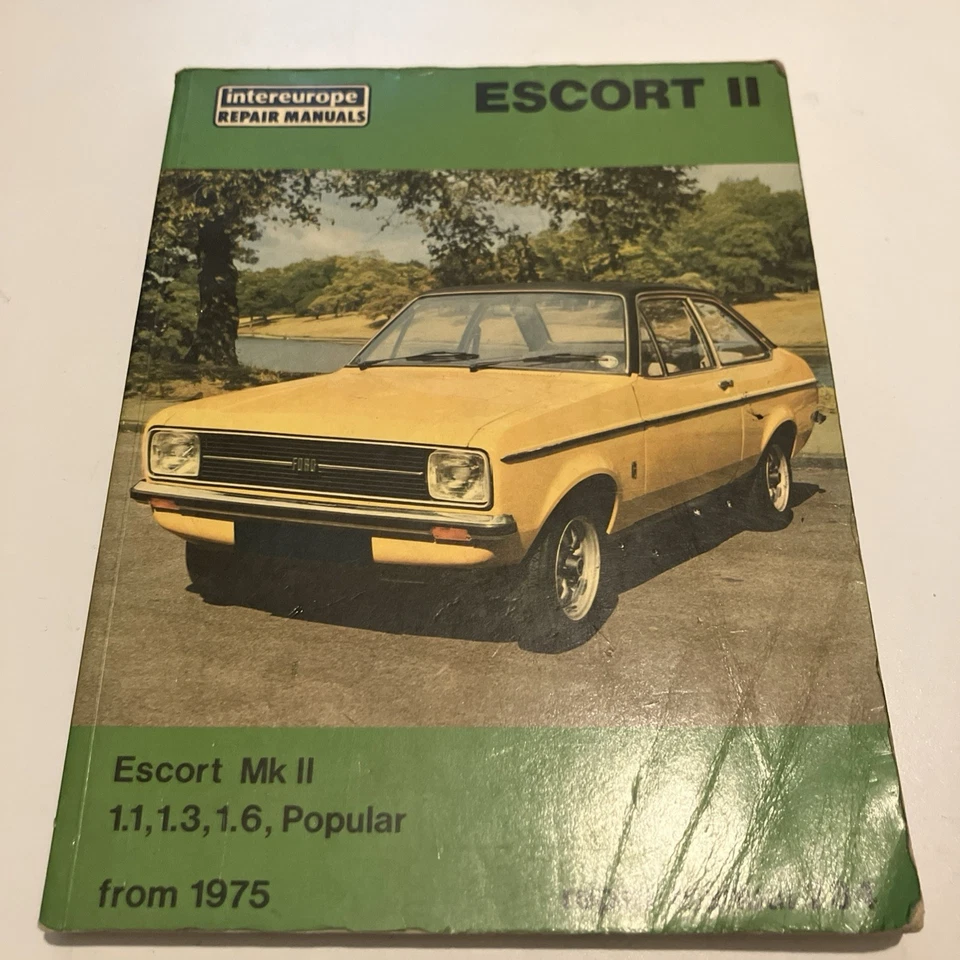 intereurope
REPAIR MANUALS
ESCORT II
FORD
Escort Mk II
1.1, 1.3, 1.6, Popular
from 1975